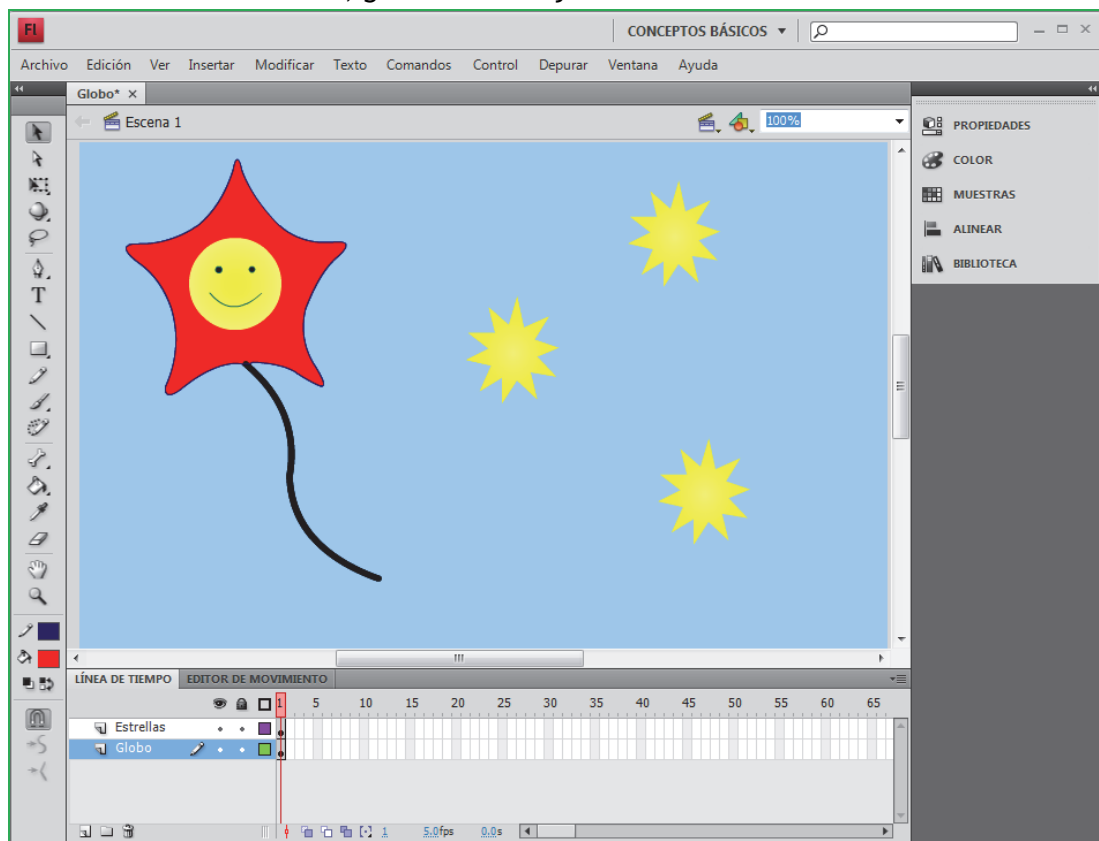 Fl CONCEPTOS BÁSICOS
Archivo Edición Ver Insertar Modificar Texto Comandos Control Depurar Ventana Ayuda
Globo* ×
Escena 1 100%
PROPIEDADES
COLOR
MUESTRAS
ALINEAR
BIBLIOTECA
T
LÍNEA DE TIEMPO EDITOR DE MOVIMIENTO
1 5 10 15 20 25 30 35 40 45 50 55 60 65
Estrellas
Globo
1 5.0fps 0.0s